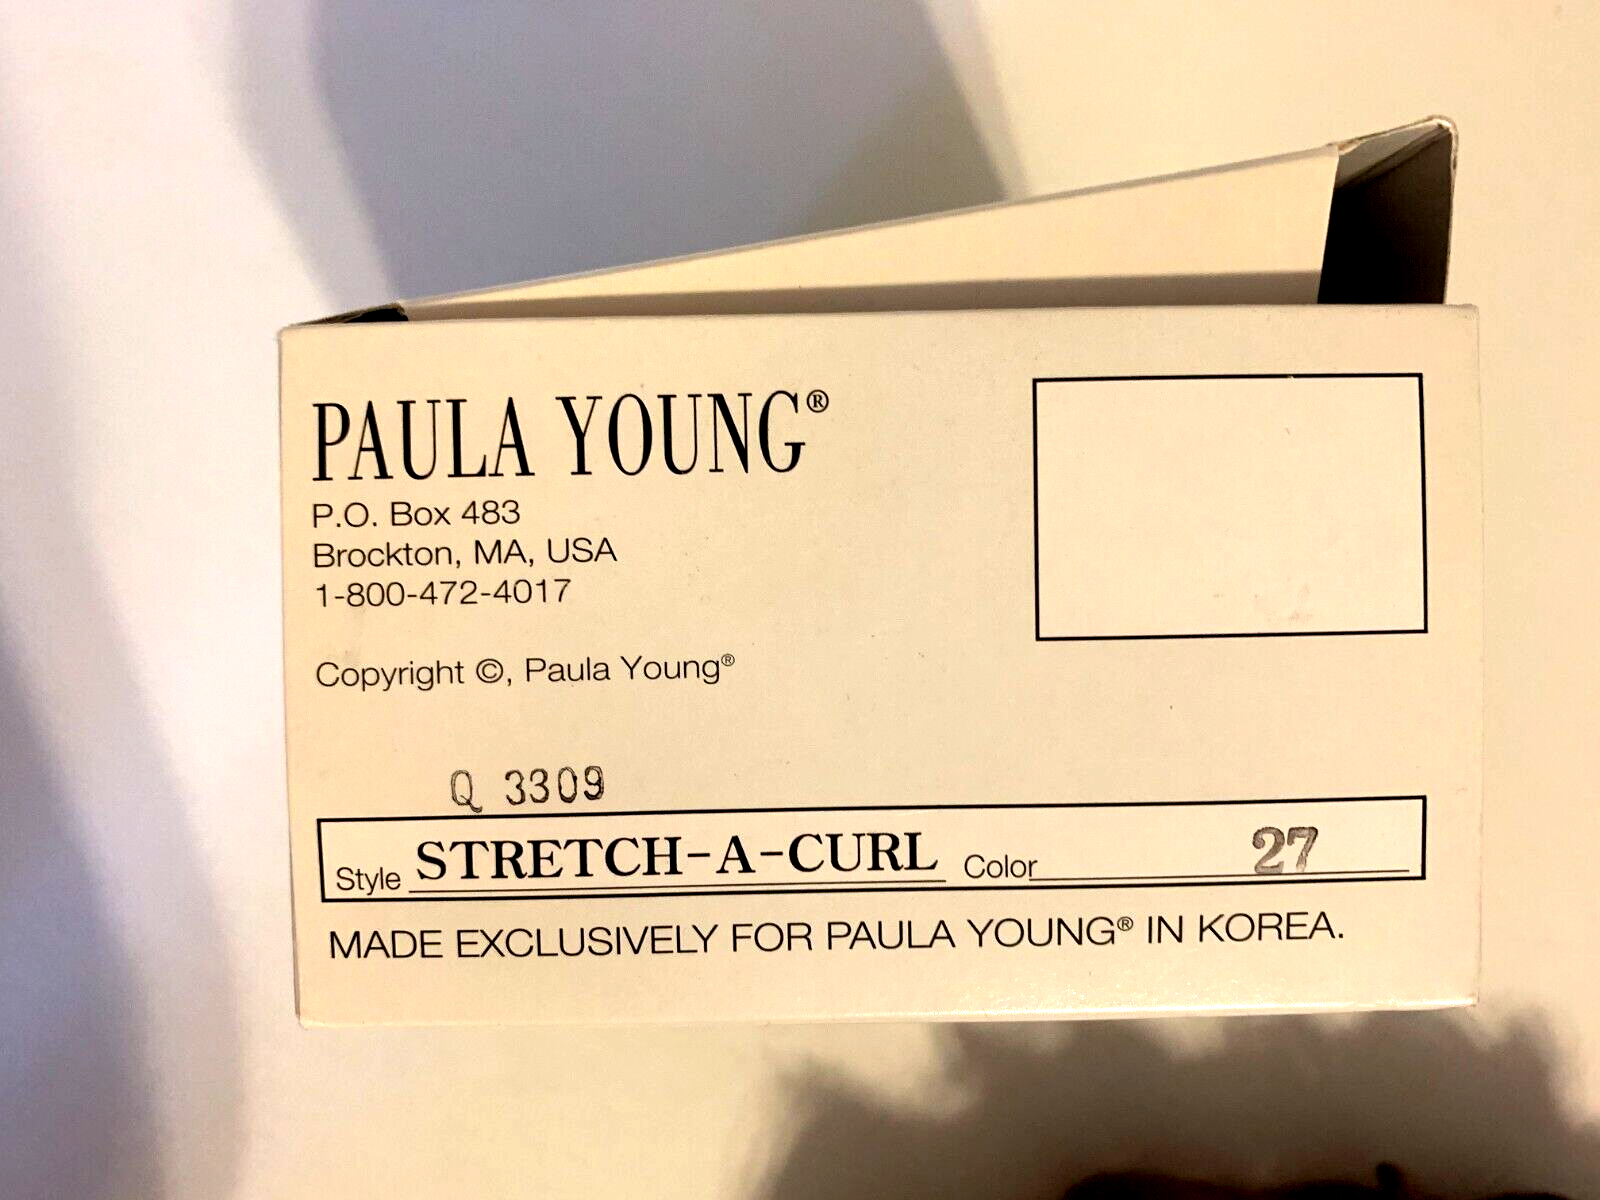 PAULA YOUNG®
P.O. Box 483
Brockton, MA, USA
1-800-472-4017
Copyright ©, Paula Young®
Q 3309
Style STRETCH-A-CURL Color 27
MADE EXCLUSIVELY FOR PAULA YOUNG® IN KOREA.